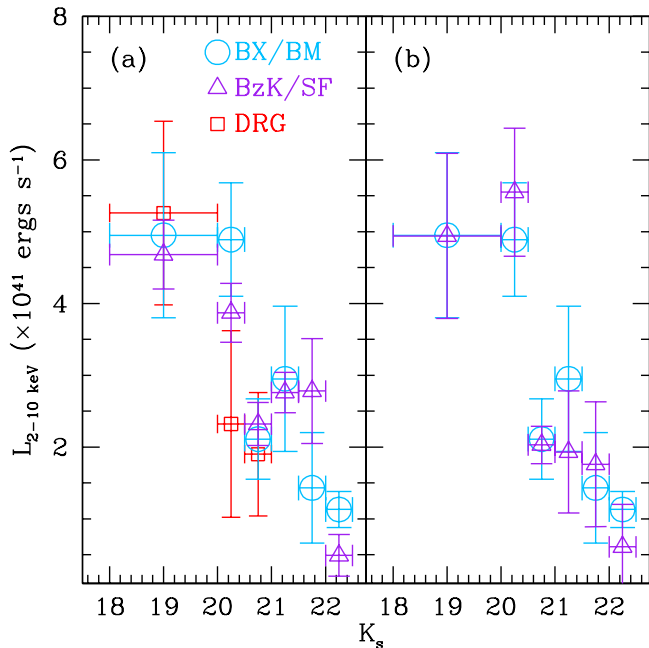 8
6
4
2
L2−10 keV (×10^41 ergs s^−1)
(a)
BX/BM
BzK/SF
DRG
(b)
18 19 20 21 22 18 19 20 21 22
Ks